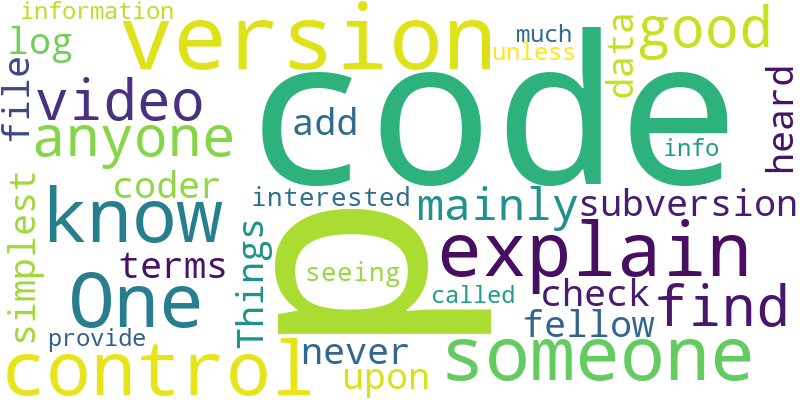 information
version
much
good
log
unless
code
data
file
video
add
anyone
info
heard
coder
interested
know
mainly
subversion
simplest
p
explain
terms
Things
seeing
One
called
check
find
fellow
provide
never
someone
control
upon